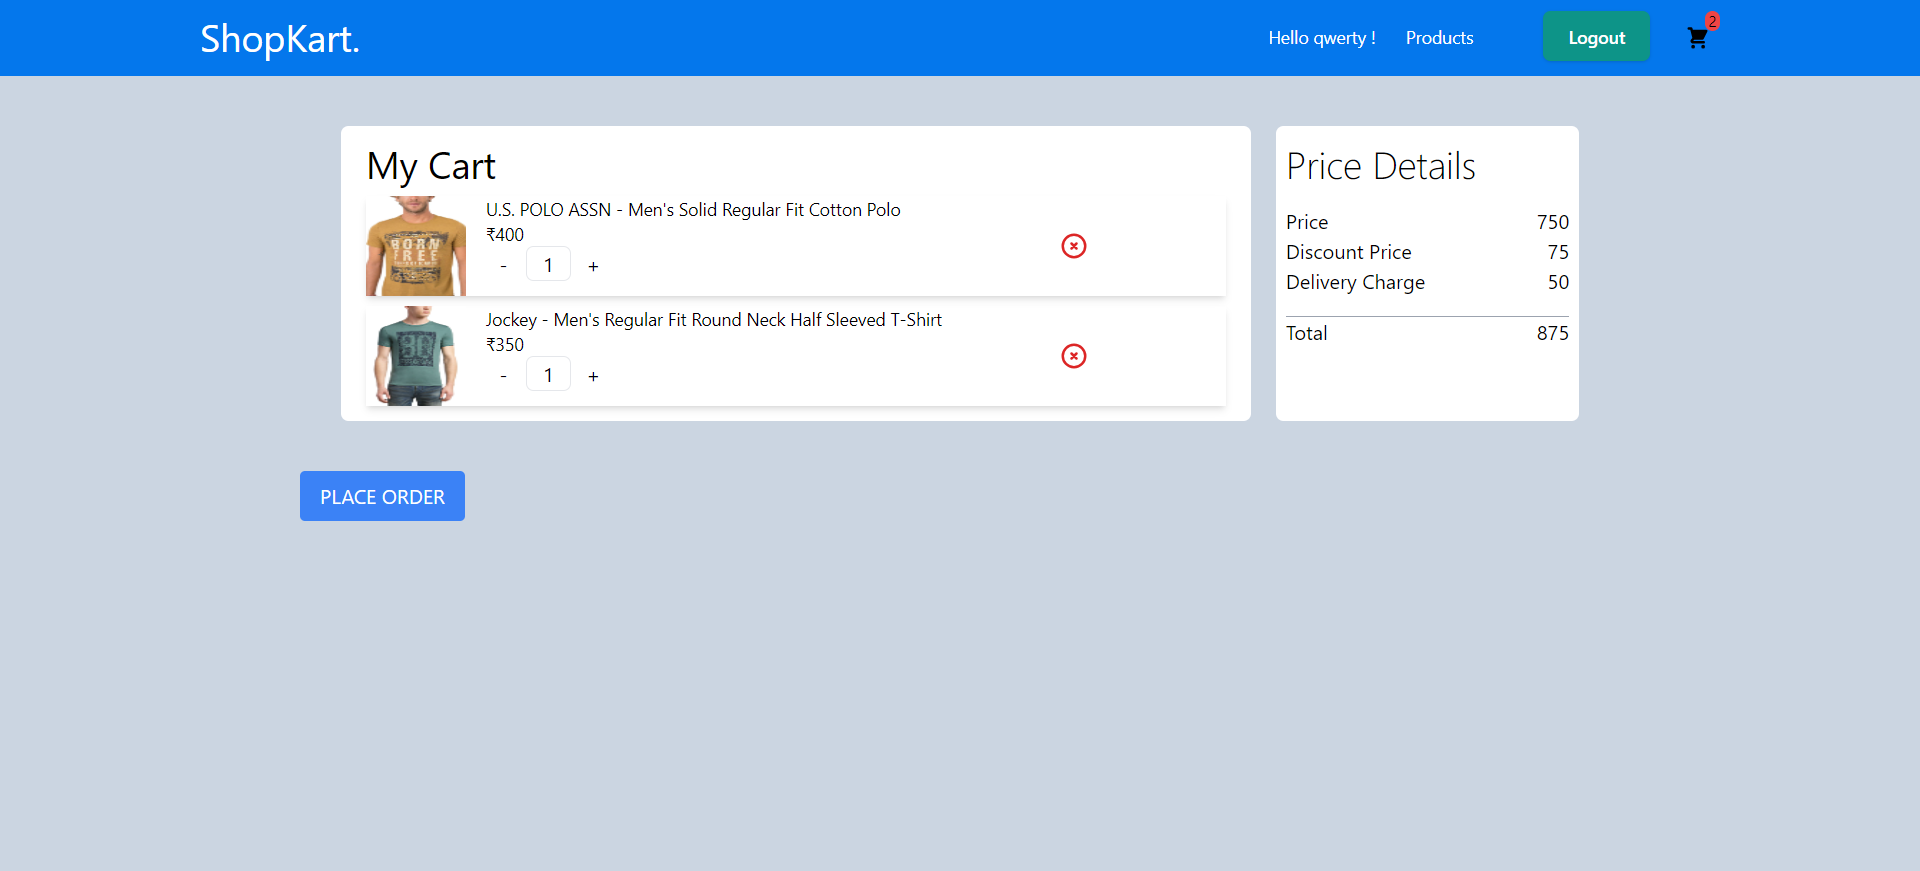 ShopKart.
Hello qwerty !
Products
Logout
2
My Cart
U.S. POLO ASSN - Men's Solid Regular Fit Cotton Polo
₹400
- 1 +
BORN
FREE
Jockey - Men's Regular Fit Round Neck Half Sleeved T-Shirt
₹350
- 1 +
Price Details
Price 750
Discount Price 75
Delivery Charge 50
Total 875
PLACE ORDER